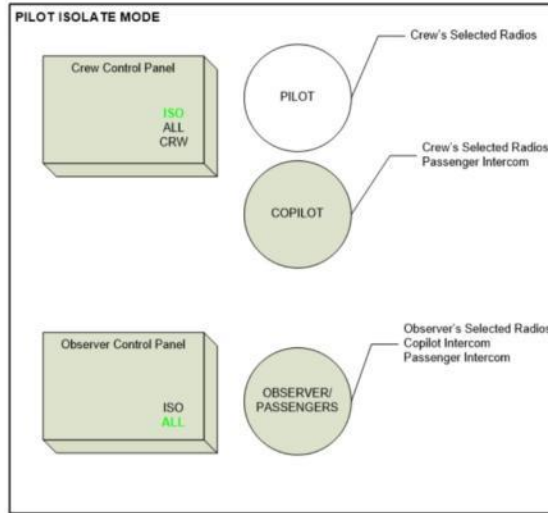 PILOT ISOLATE MODE
Crew Control Panel
ISO
ALL
CRW
PILOT
Crew's Selected Radios
COPILOT
Crew's Selected Radios
Passenger Intercom
Observer Control Panel
ISO
ALL
OBSERVER/
PASSENGERS
Observer's Selected Radios
Copilot Intercom
Passenger Intercom